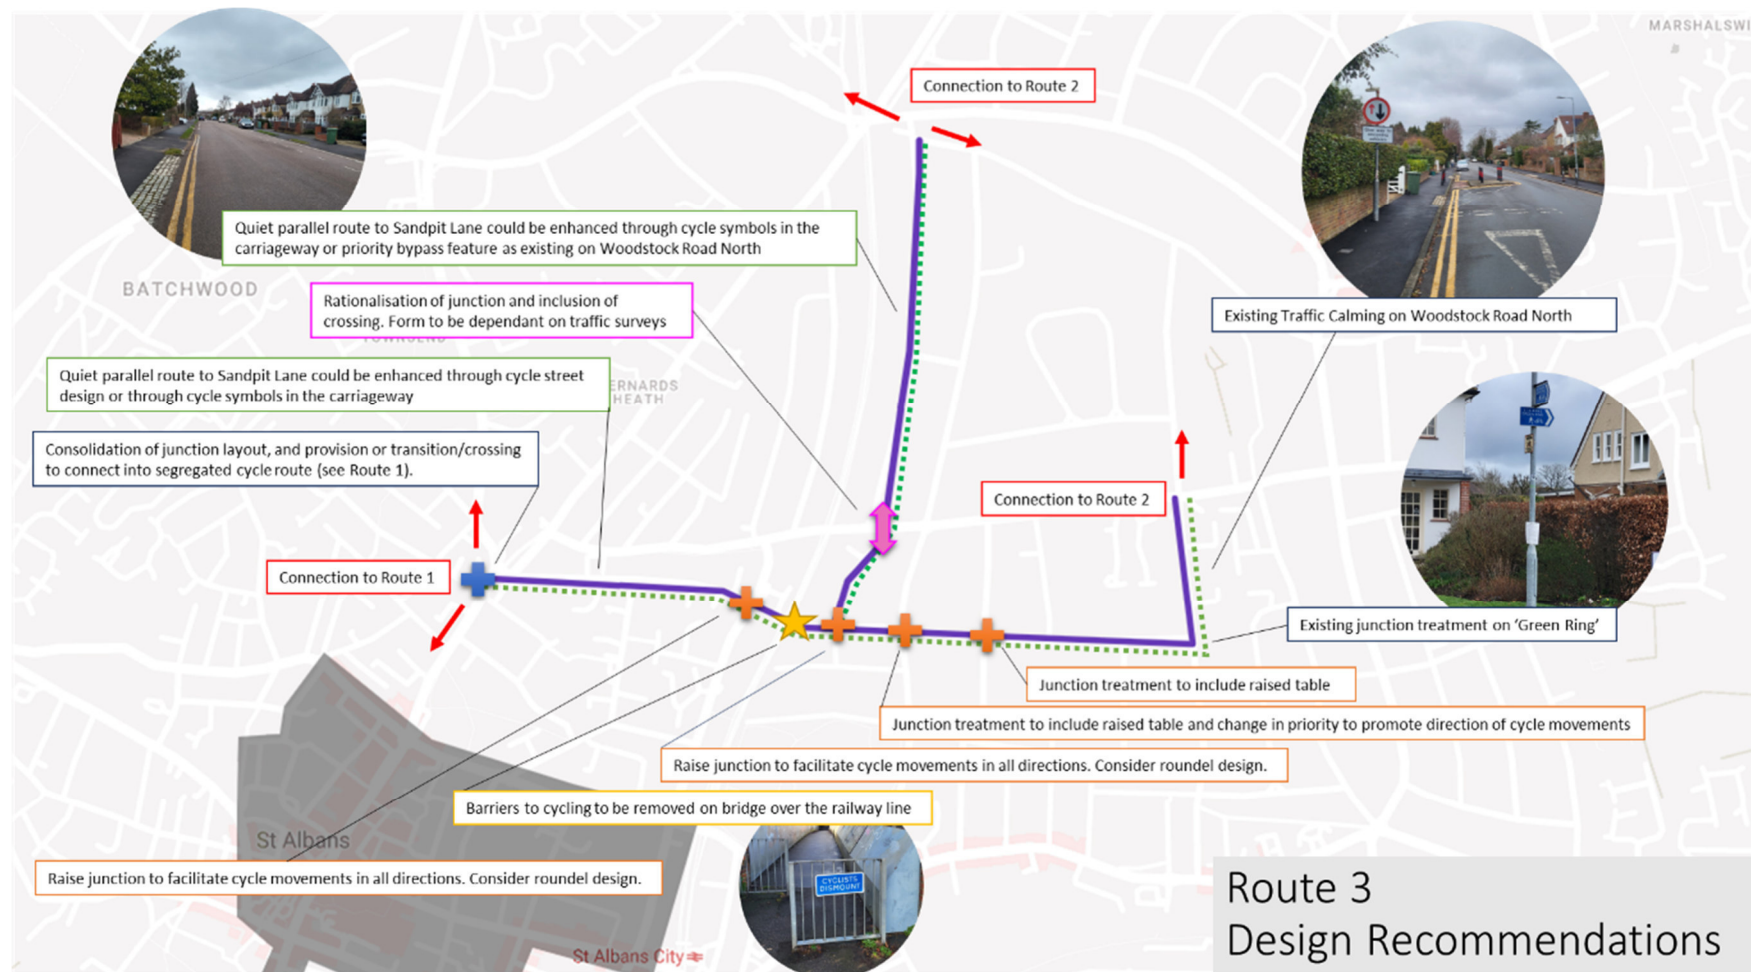 MARSHALSWI
Connection to Route 2
Quiet parallel route to Sandpit Lane could be enhanced through cycle symbols in the
carriageway or priority bypass feature as existing on Woodstock Road North
BATCHWOOD
Rationalisation of junction and inclusion of
crossing. Form to be dependant on traffic surveys
Existing Traffic Calming on Woodstock Road North
Quiet parallel route to Sandpit Lane could be enhanced through cycle street
design or through cycle symbols in the carriageway
ERNARDS
HEATH
Consolidation of junction layout, and provision or transition/crossing
to connect into segregated cycle route (see Route 1).
Connection to Route 2
Connection to Route 1
Existing junction treatment on ‘Green Ring’
Junction treatment to include raised table
Junction treatment to include raised table and change in priority to promote direction of cycle movements
Raise junction to facilitate cycle movements in all directions. Consider roundel design.
Barriers to cycling to be removed on bridge over the railway line
St Albans
Raise junction to facilitate cycle movements in all directions. Consider roundel design.
CYCLISTS
DISMOUNT
St Albans City
Route 3
Design Recommendations